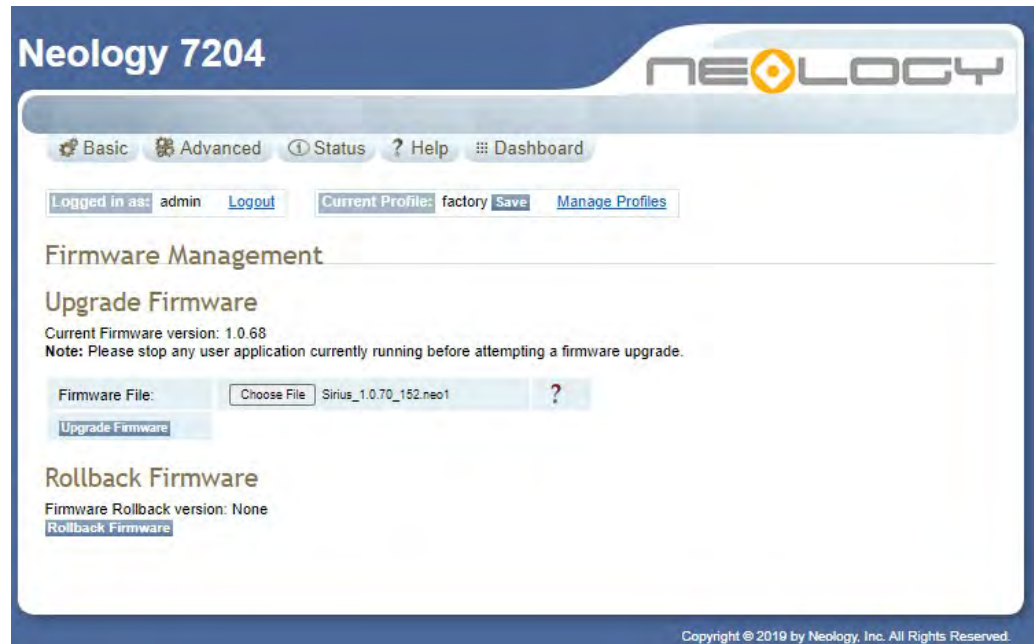 Neology 7204
NEOLOGY
Basic Advanced Status ? Help Dashboard
Logged in as: admin Logout Current Profile: factory Save Manage Profiles
Firmware Management
Upgrade Firmware
Current Firmware version: 1.0.68
Note: Please stop any user application currently running before attempting a firmware upgrade.
Firmware File: Choose File Sirius_1.0.70_152.neo1 ?
Upgrade Firmware
Rollback Firmware
Firmware Rollback version: None
Rollback Firmware
Copyright © 2019 by Neology, Inc. All Rights Reserved.